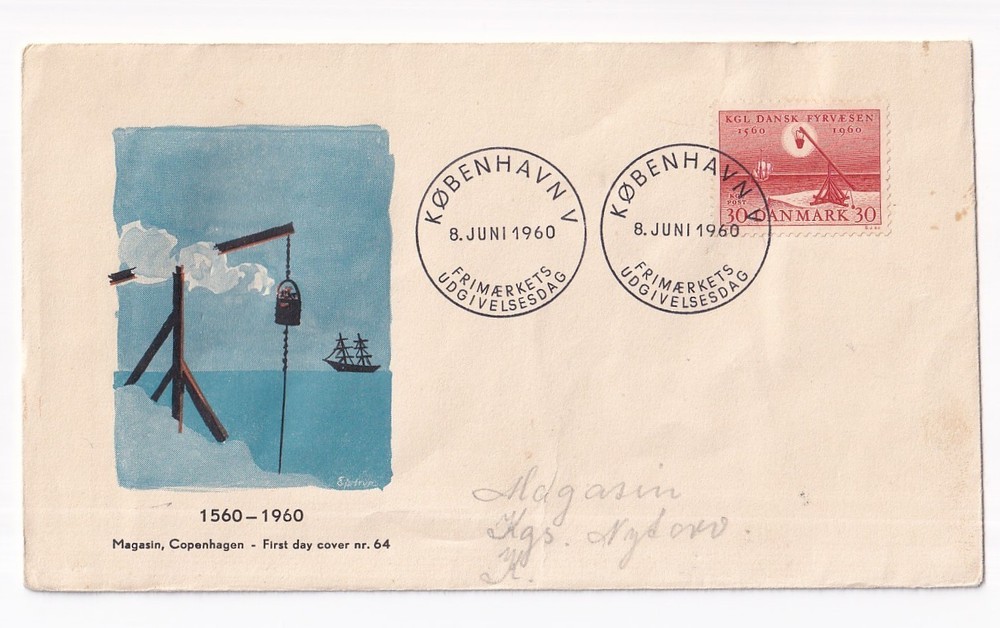 KØBENHAVN V
8. JUNI 1960
FRIMÆRKETS
UDGIVELSESDAG
KØBENHAVN V
8. JUNI 1960
FRIMÆRKETS
UDGIVELSESDAG
KGL DANSK FYRVÆSEN
1560 1960
POST
30 DANMARK 30
1560 – 1960
Magasin, Copenhagen - First day cover nr. 64
Magasin
Kgs. Nytorv.
K.